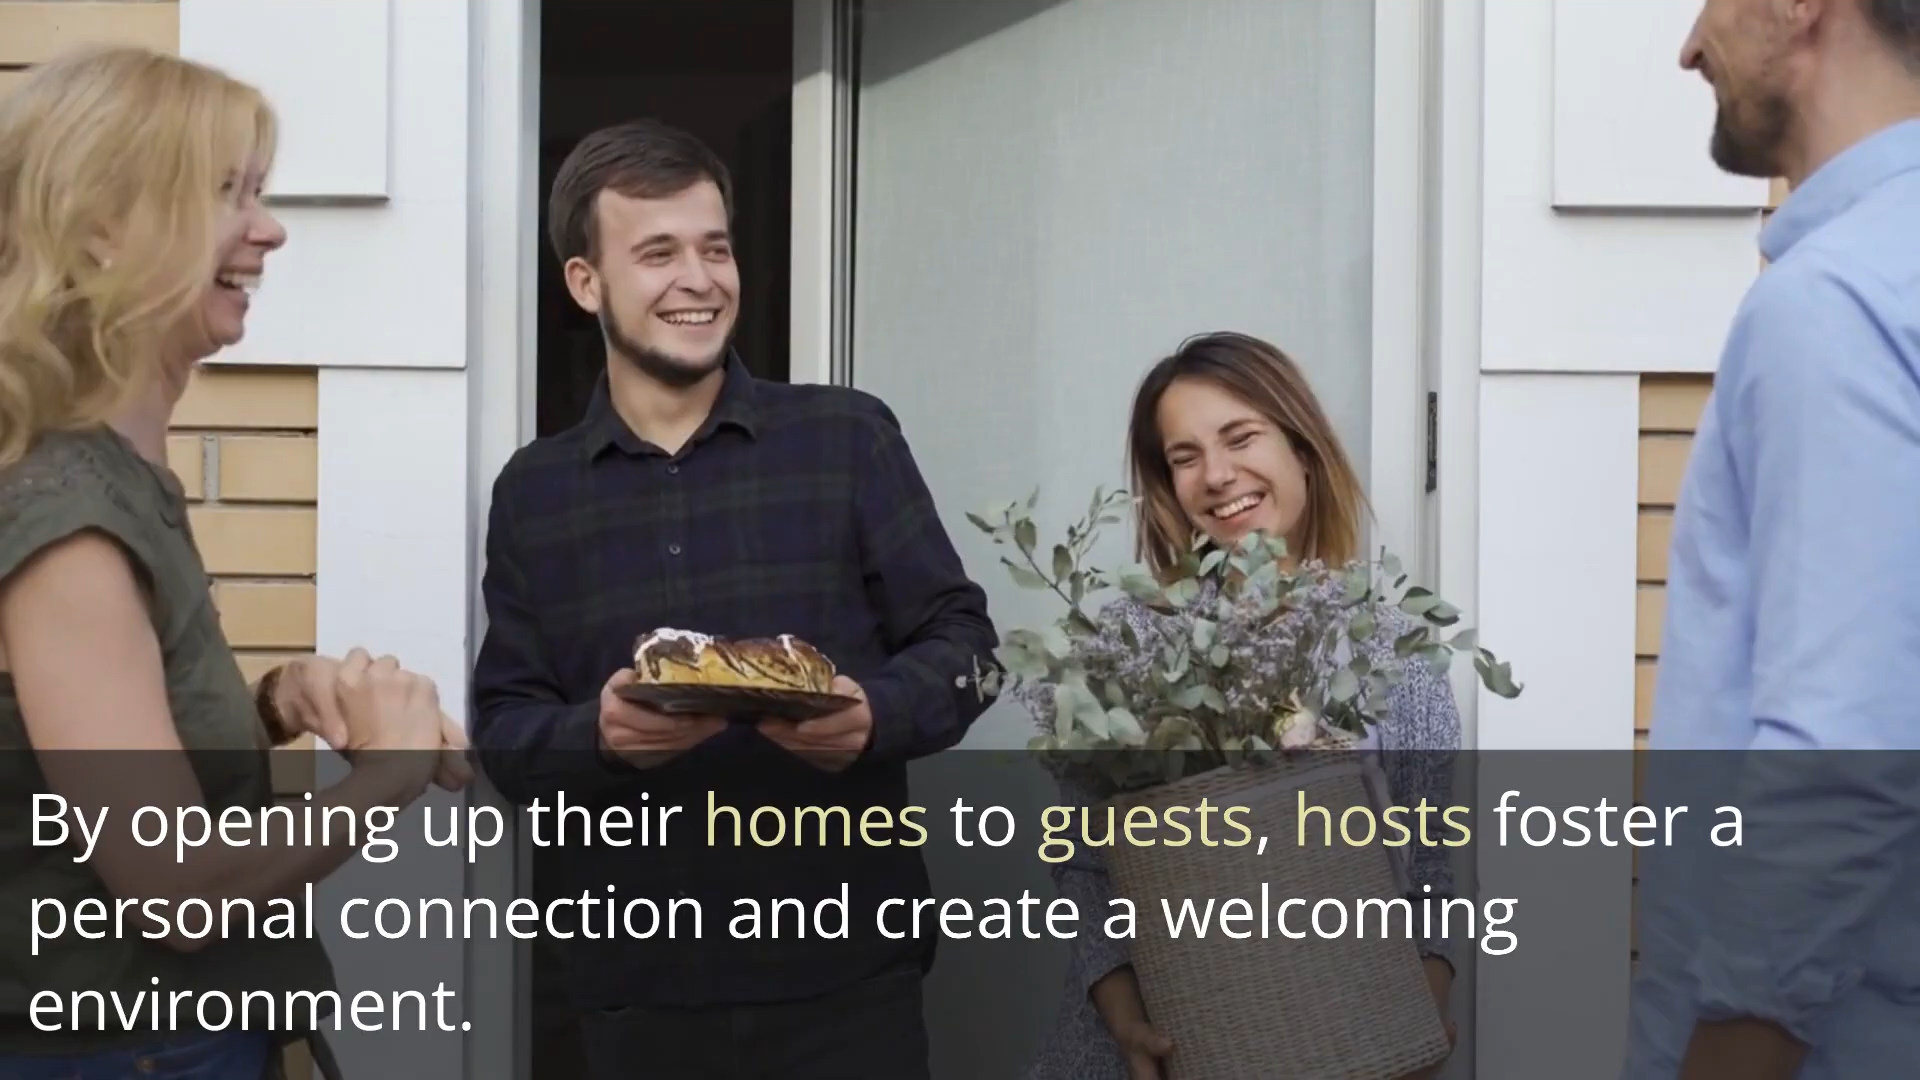 By opening up their homes to guests, hosts foster a
personal connection and create a welcoming
environment.